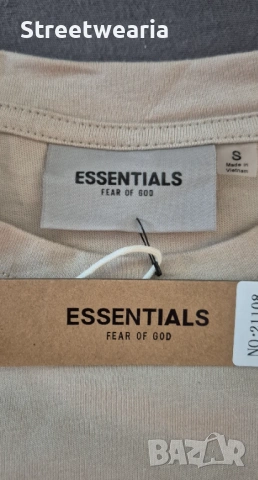 Streetwearia
ESSENTIALS
FEAR OF GOD
S
Made in
Vietnam
ESSENTIALS
FEAR OF GOD
NO:21108
BAZAR
bg